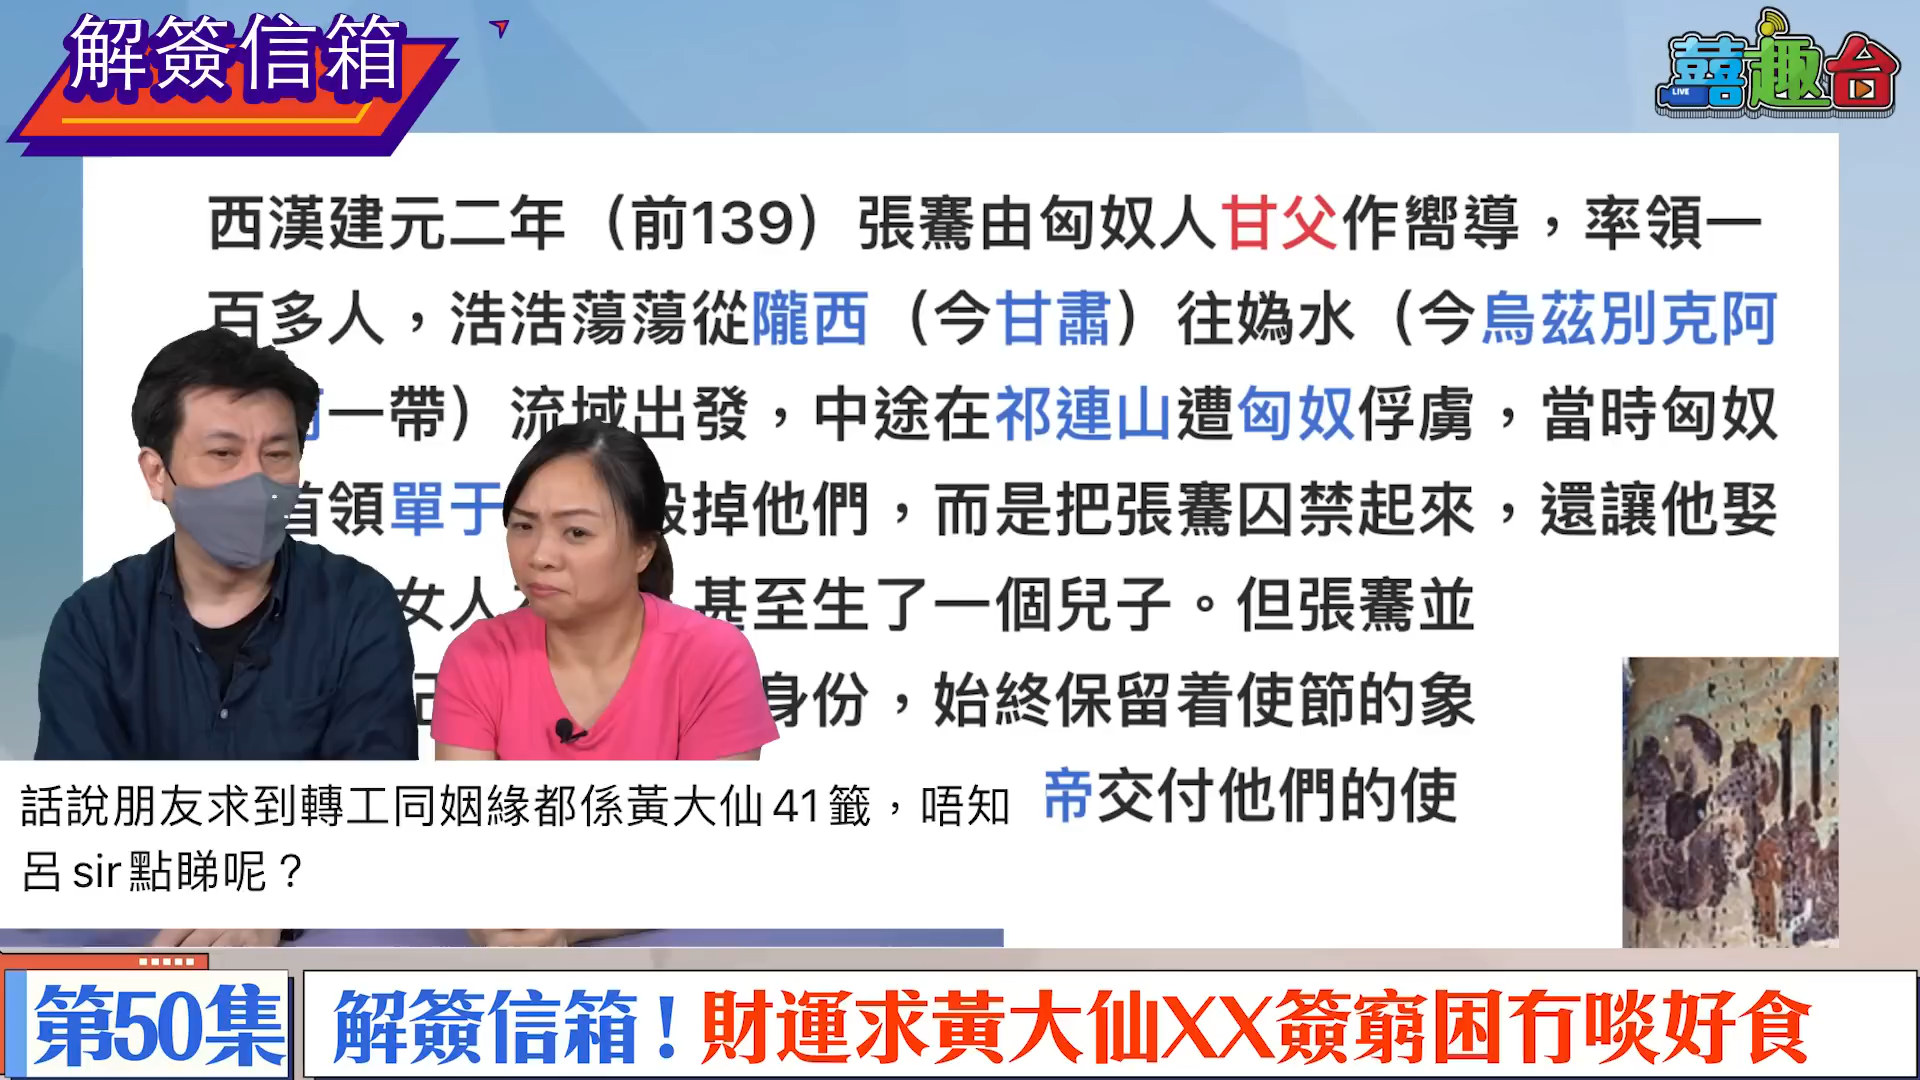 解簽信箱
囍趣台
LIVE
西漢建元二年（前139）張騫由匈奴人甘父作嚮導，率領一
百多人，浩浩蕩蕩從隴西（今甘肅）往媯水（今烏茲別克阿
一帶）流域出發，中途在祁連山遭匈奴俘虜，當時匈奴
首領單于 掉他們，而是把張騫囚禁起來，還讓他娶
女人 甚至生了一個兒子。但張騫並
身份，始終保留着使節的象
帝交付他們的使
話說朋友求到轉工同姻緣都係黃大仙41籤，唔知
呂sir點睇呢？
第50集
解簽信箱！財運求黃大仙XX簽窮困冇啖好食